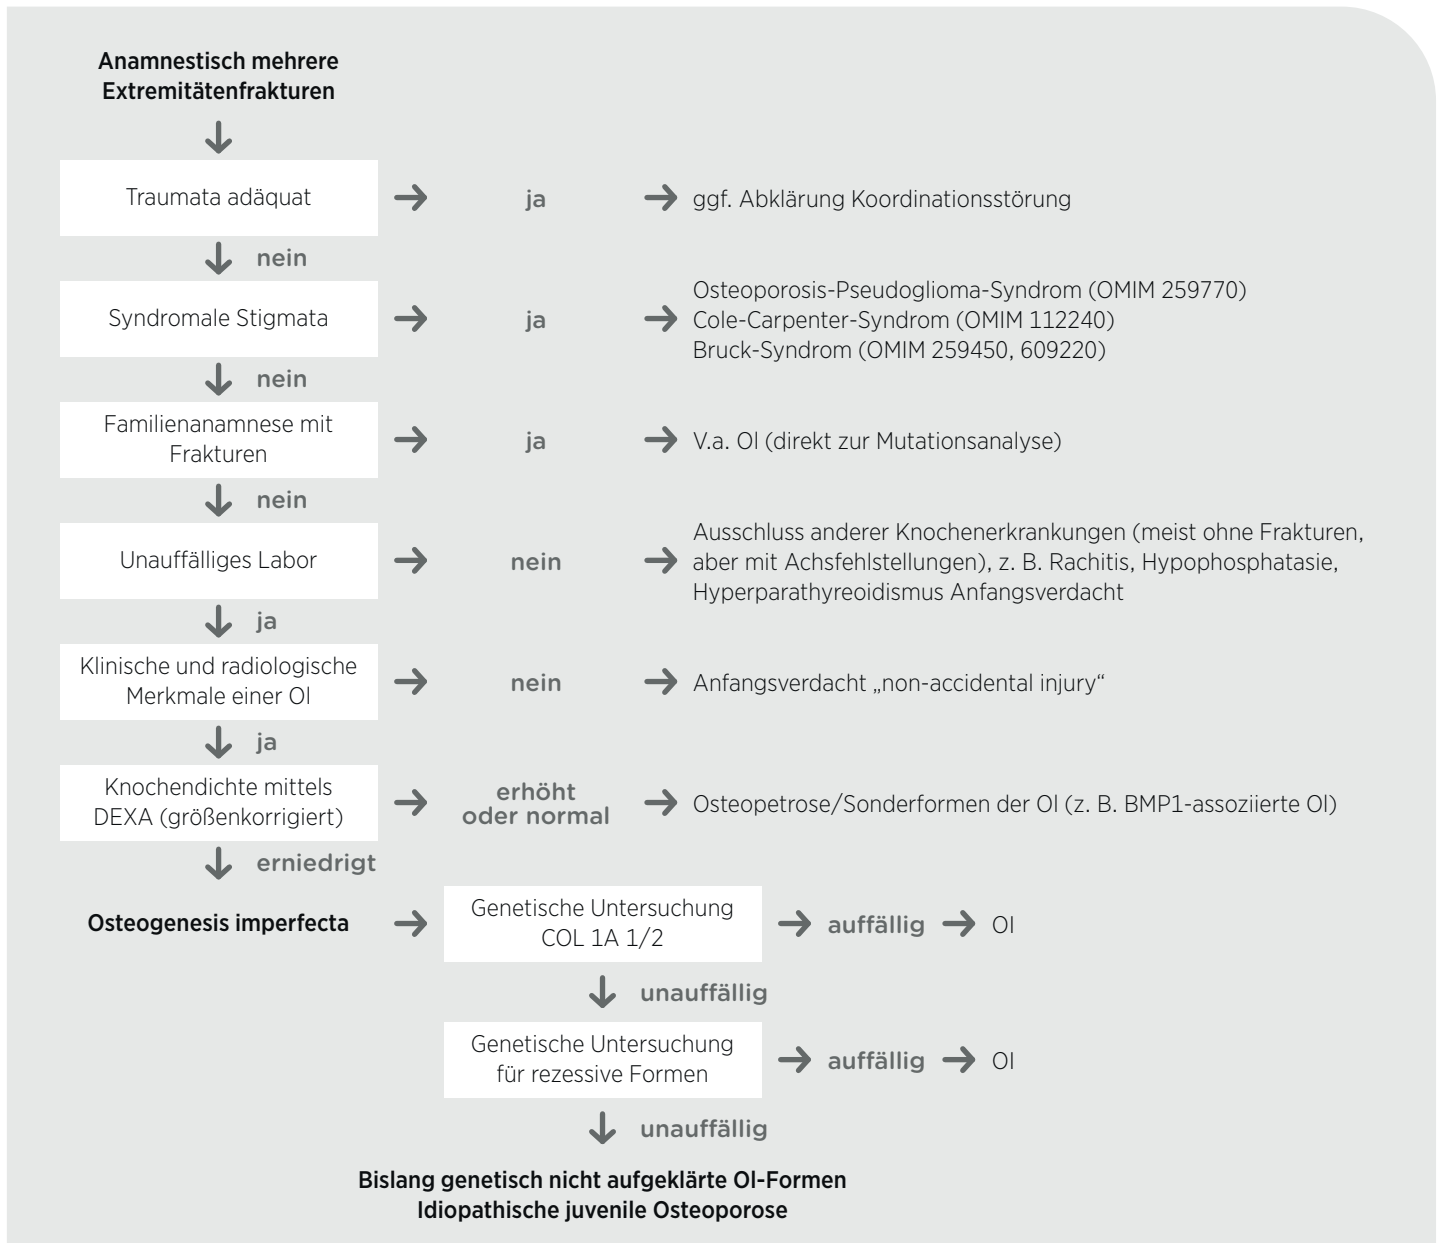 Anamnestisch mehrere
Extremitätenfrakturen
Traumata adäquat
ja
ggf. Abklärung Koordinationsstörung
nein
Syndromale Stigmata
ja
Osteoporosis-Pseudoglioma-Syndrom (OMIM 259770)
Cole-Carpenter-Syndrom (OMIM 112240)
Bruck-Syndrom (OMIM 259450, 609220)
nein
Familienanamnese mit
Frakturen
ja
V.a. OI (direkt zur Mutationsanalyse)
nein
Unauffälliges Labor
nein
Ausschluss anderer Knochenerkrankungen (meist ohne Frakturen,
aber mit Achsfehlstellungen), z. B. Rachitis, Hypophosphatasie,
Hyperparathyreoidismus Anfangsverdacht
ja
Klinische und radiologische
Merkmale einer OI
nein
Anfangsverdacht „non-accidental injury“
ja
Knochendichte mittels
DEXA (größenkorrigiert)
erhöht
oder normal
Osteopetrose/Sonderformen der OI (z. B. BMP1-assoziierte OI)
erniedrigt
Osteogenesis imperfecta
Genetische Untersuchung
COL 1A 1/2
auffällig
OI
unauffällig
Genetische Untersuchung
für rezessive Formen
auffällig
OI
unauffällig
Bislang genetisch nicht aufgeklärte OI-Formen
Idiopathische juvenile Osteoporose